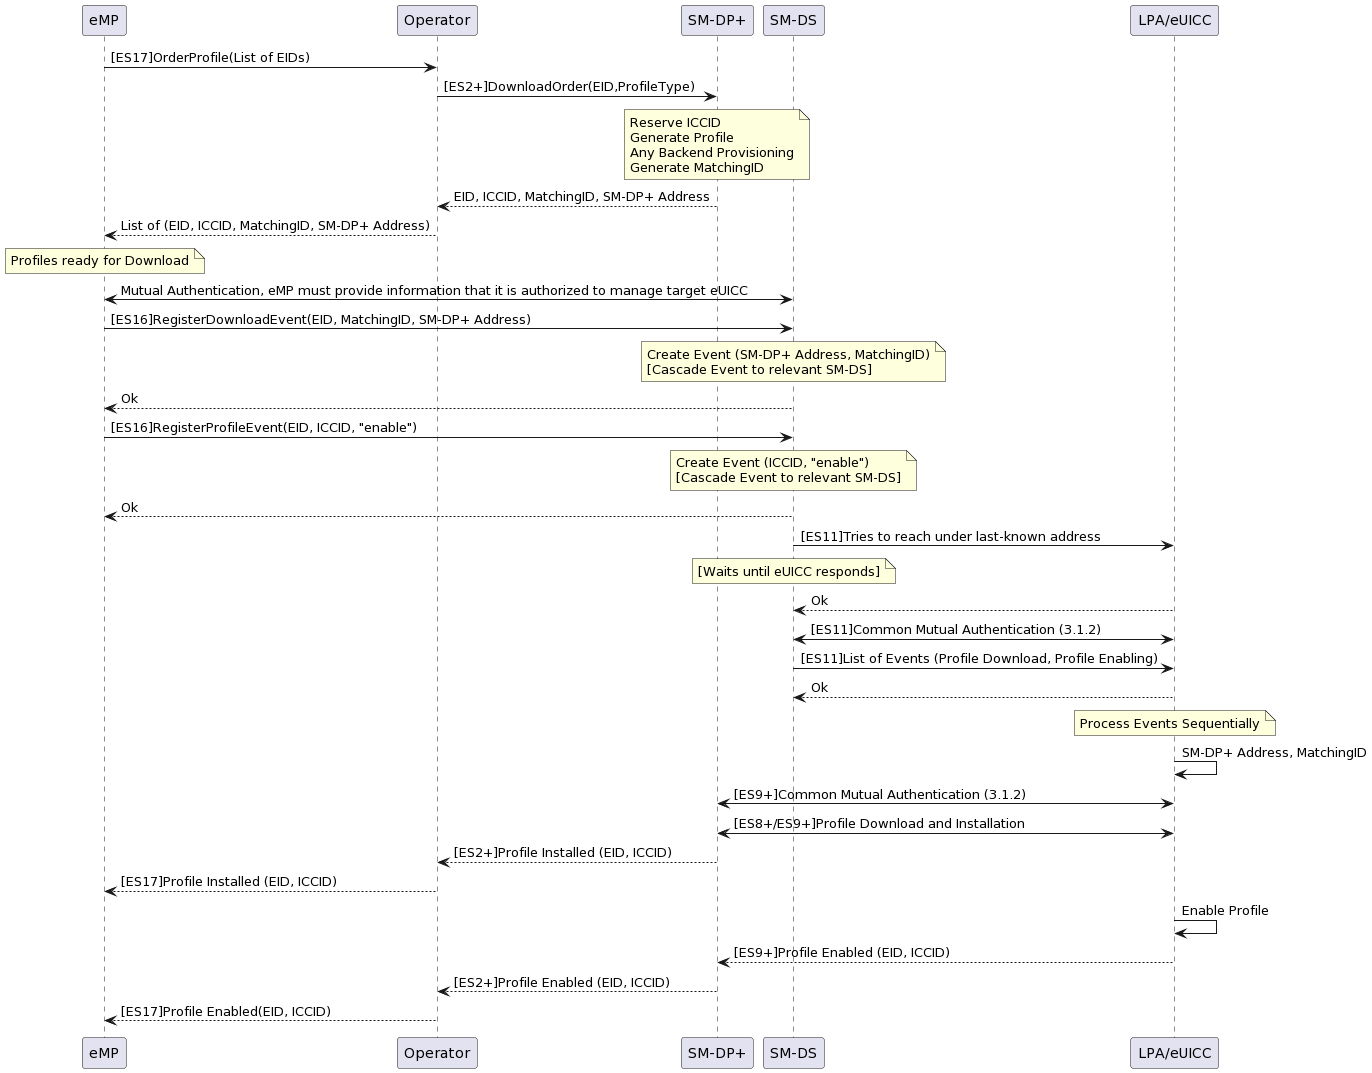 eMP
Operator
SM-DP+
SM-DS
LPA/eUICC
[ES17]OrderProfile(List of EIDs)
[ES2+]DownloadOrder(EID,ProfileType)
Reserve ICCID
Generate Profile
Any Backend Provisioning
Generate MatchingID
EID, ICCID, MatchingID, SM-DP+ Address
List of (EID, ICCID, MatchingID, SM-DP+ Address)
Profiles ready for Download
Mutual Authentication, eMP must provide information that it is authorized to manage target eUICC
[ES16]RegisterDownloadEvent(EID, MatchingID, SM-DP+ Address)
Create Event (SM-DP+ Address, MatchingID)
[Cascade Event to relevant SM-DS]
Ok
[ES16]RegisterProfileEvent(EID, ICCID, "enable")
Create Event (ICCID, "enable")
[Cascade Event to relevant SM-DS]
Ok
[ES11]Tries to reach under last-known address
[Waits until eUICC responds]
Ok
[ES11]Common Mutual Authentication (3.1.2)
[ES11]List of Events (Profile Download, Profile Enabling)
Ok
Process Events Sequentially
SM-DP+ Address, MatchingID
[ES9+]Common Mutual Authentication (3.1.2)
[ES8+/ES9+]Profile Download and Installation
[ES2+]Profile Installed (EID, ICCID)
[ES17]Profile Installed (EID, ICCID)
Enable Profile
[ES9+]Profile Enabled (EID, ICCID)
[ES2+]Profile Enabled (EID, ICCID)
[ES17]Profile Enabled(EID, ICCID)
eMP
Operator
SM-DP+
SM-DS
LPA/eUICC